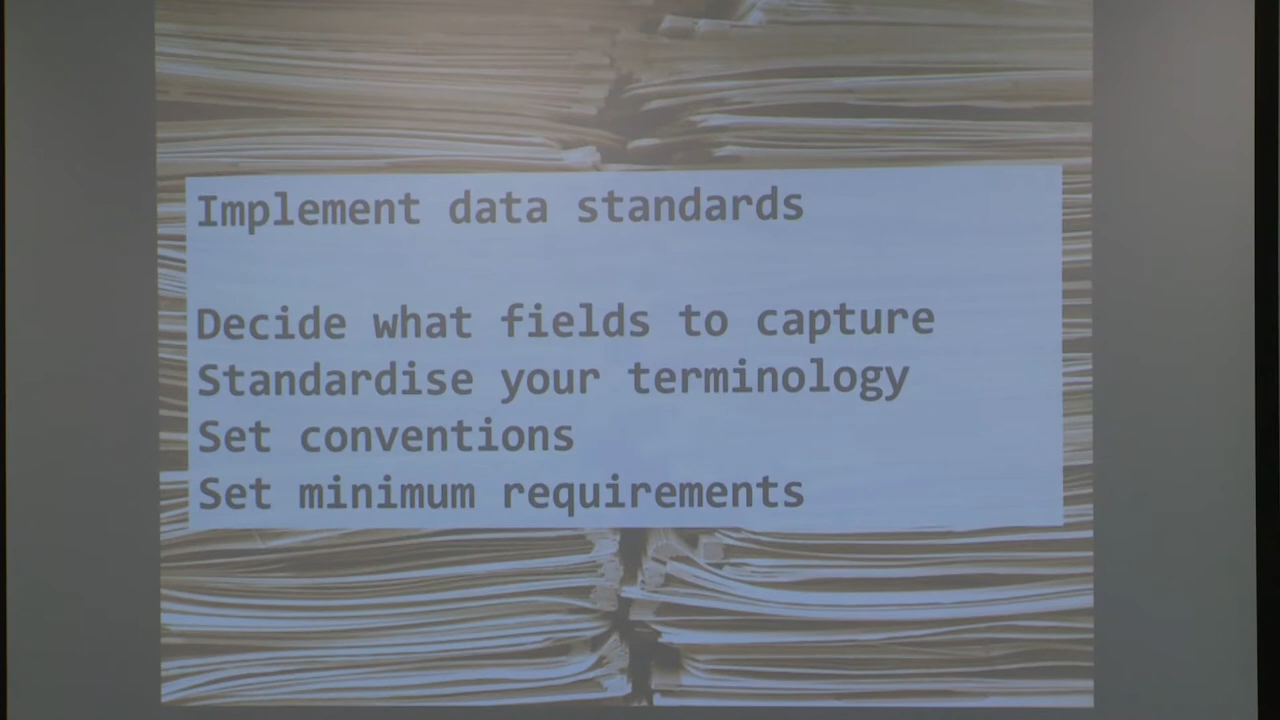 Implement data standards
Decide what fields to capture
Standardise your terminology
Set conventions
Set minimum requirements